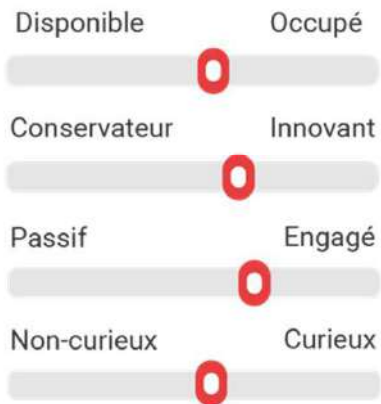 Disponible Occupé
Conservateur Innovant
Passif Engagé
Non-curieux Curieux